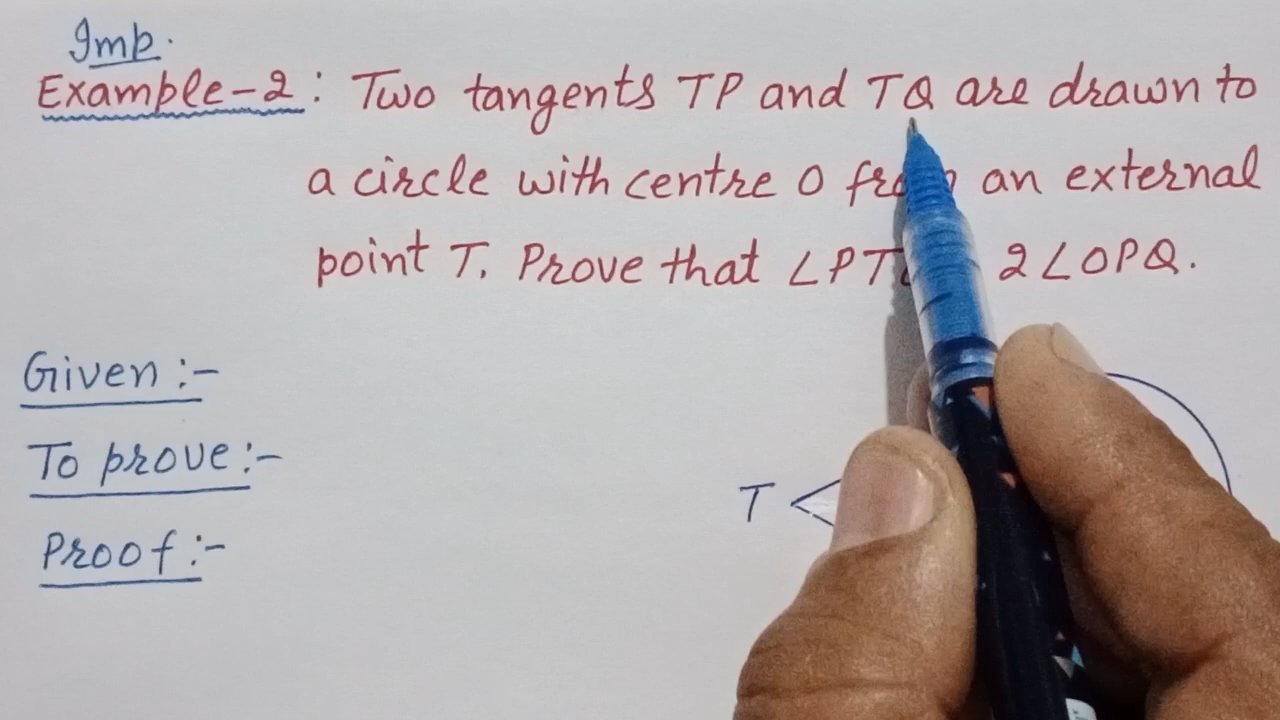 Imp.
Example-2: Two tangents TP and TQ are drawn to
a circle with centre O an external
point T. Prove that 2∠OPQ.
Given:-
To prove:-
Proof:-
T